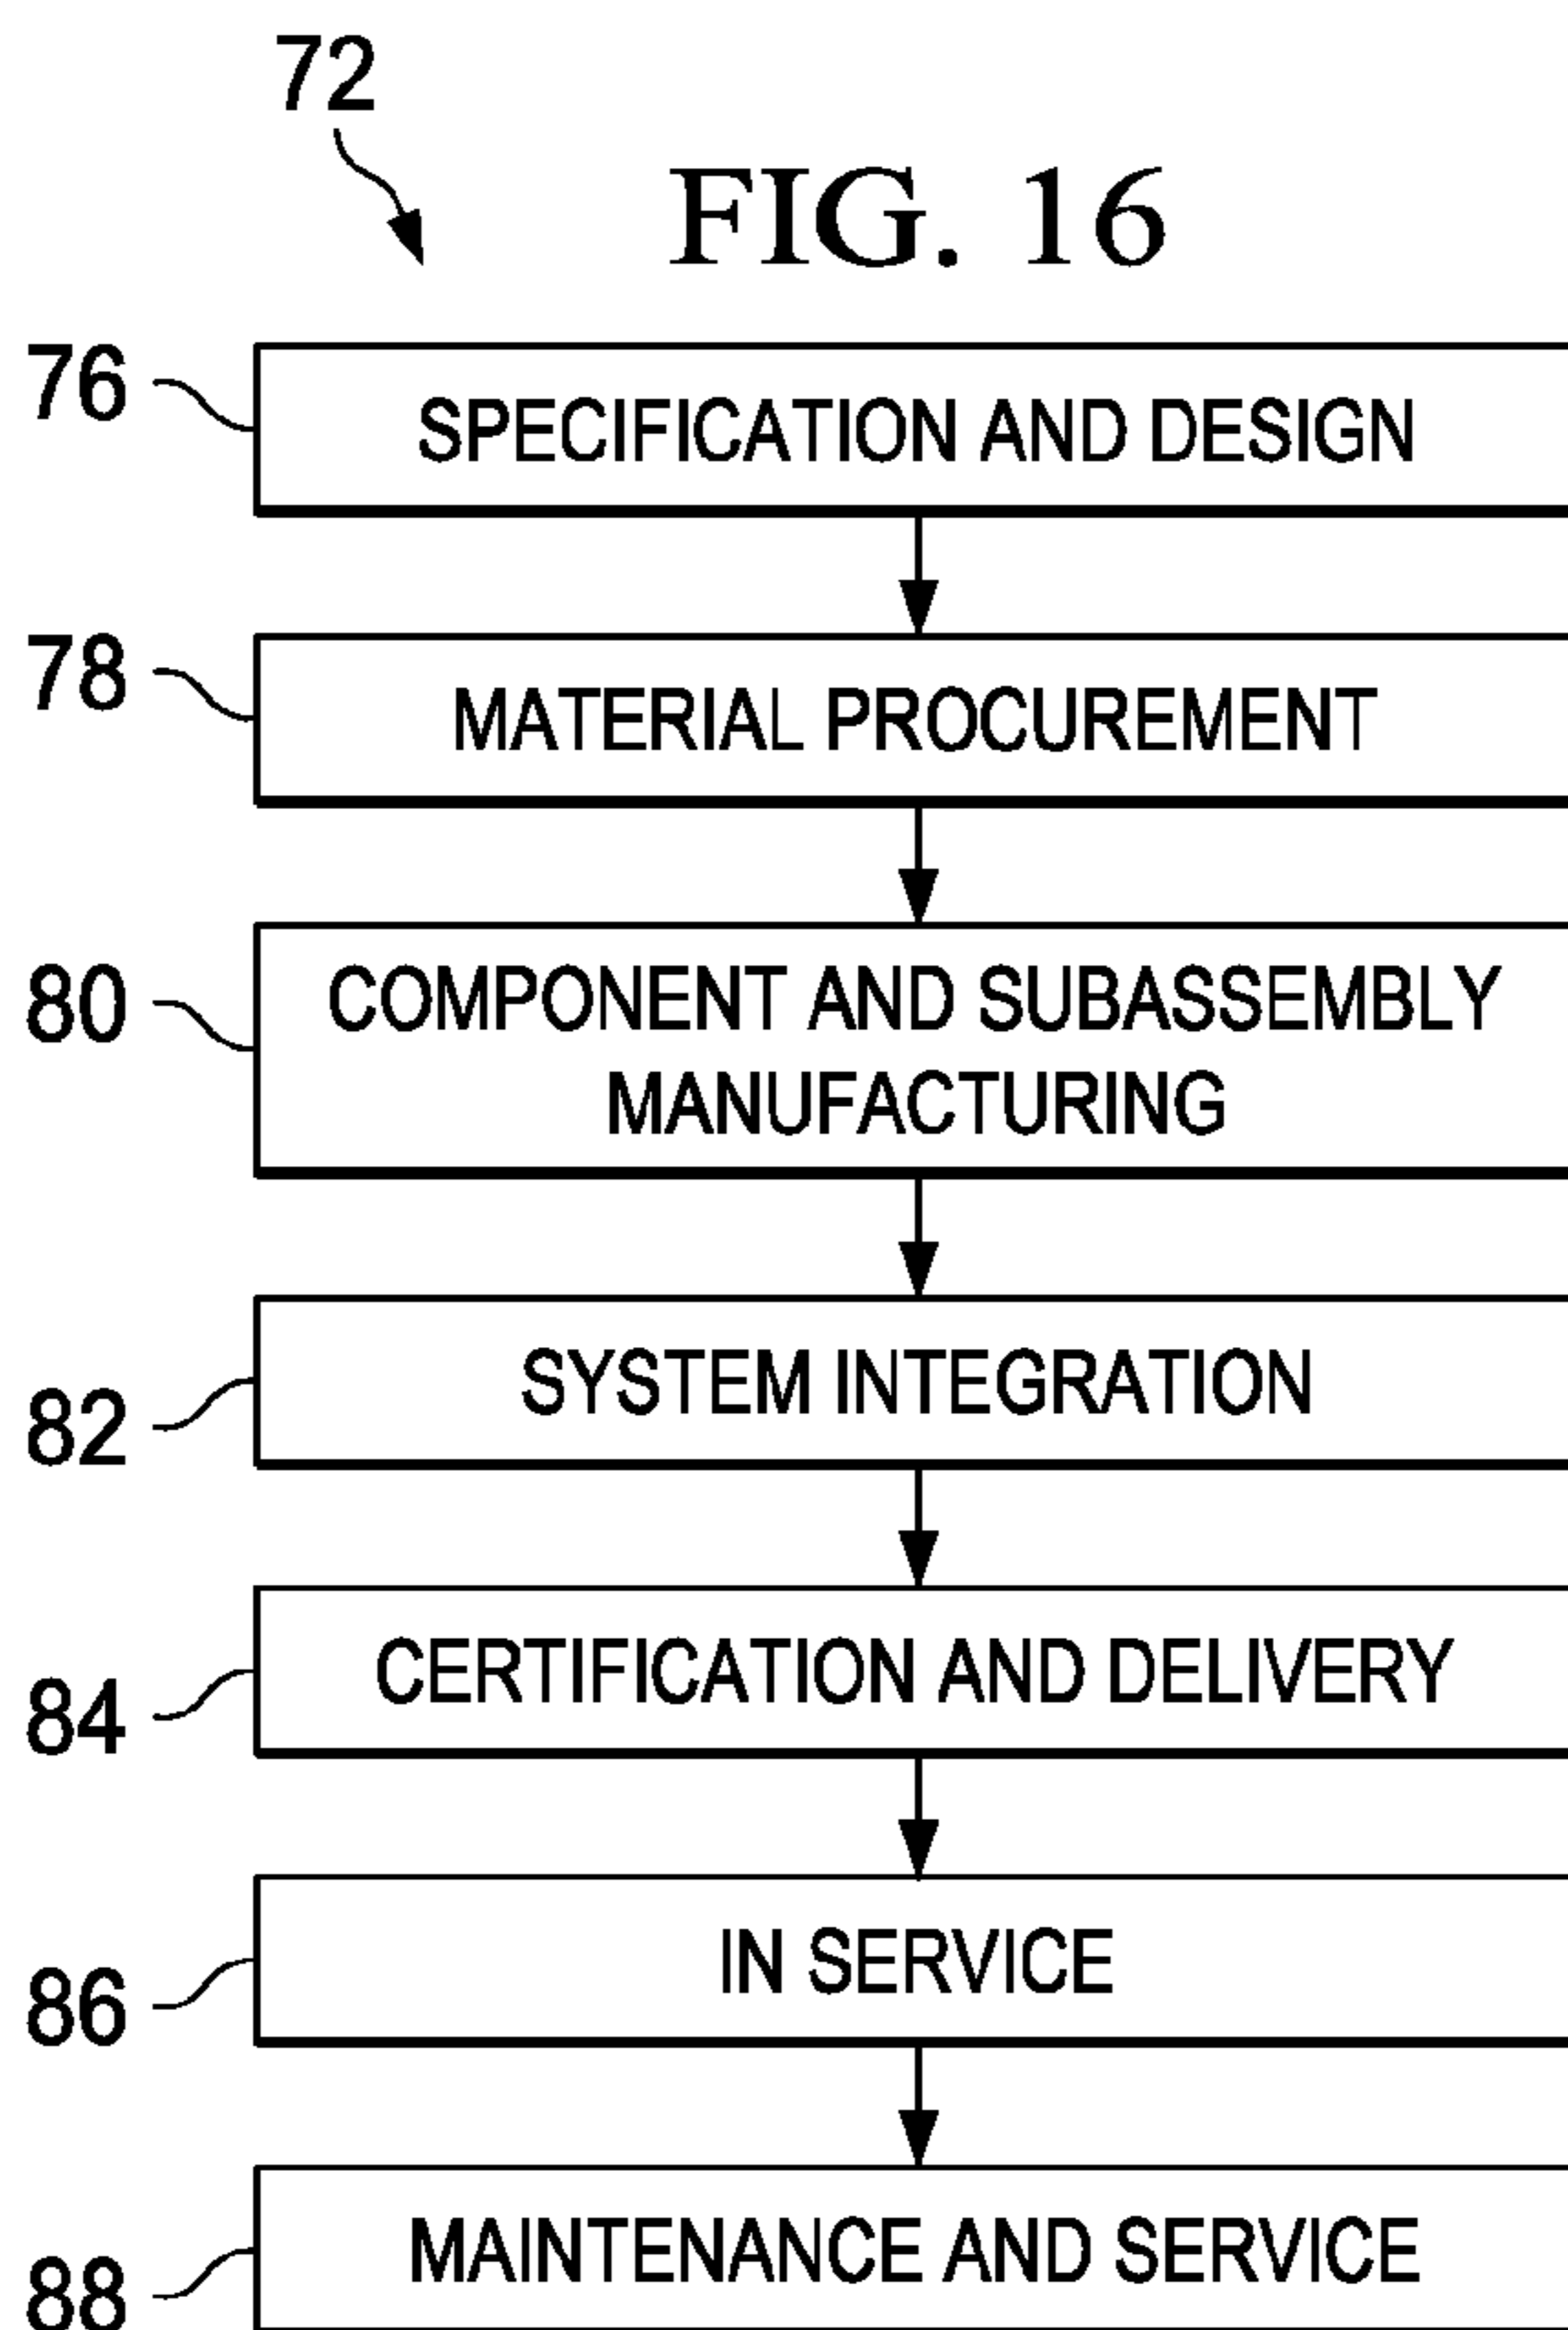 72
FIG. 16
76
SPECIFICATION AND DESIGN
78
MATERIAL PROCUREMENT
80
COMPONENT AND SUBASSEMBLY
MANUFACTURING
82
SYSTEM INTEGRATION
84
CERTIFICATION AND DELIVERY
86
IN SERVICE
88
MAINTENANCE AND SERVICE